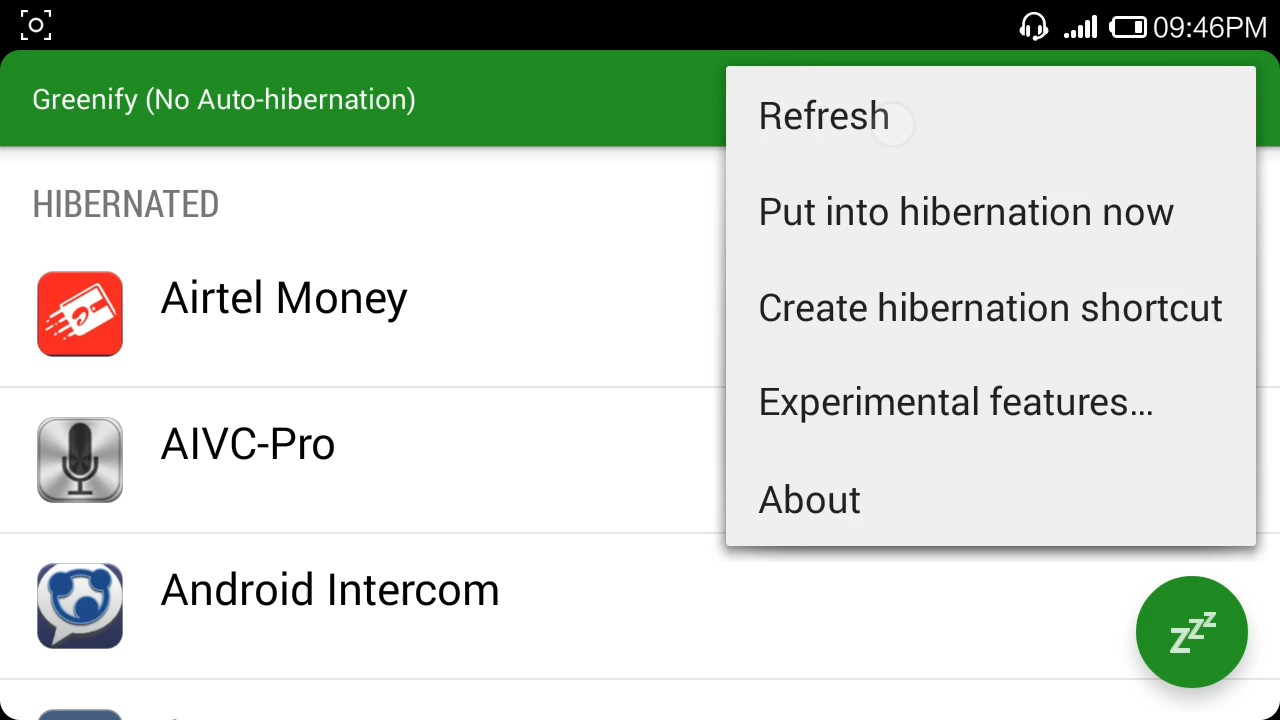 09:46PM
Greenify (No Auto-hibernation)
Refresh
Put into hibernation now
Create hibernation shortcut
Experimental features...
About
HIBERNATED
Airtel Money
AIVC-Pro
Android Intercom
zzz